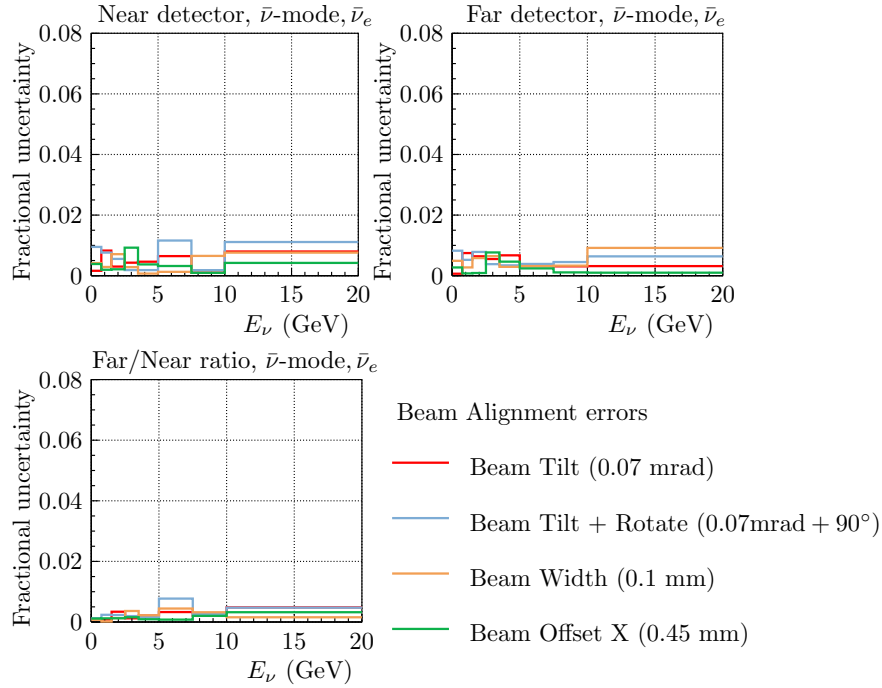 Near detector, ν̄-mode, ν̄ₑ
Fractional uncertainty
0.08
0.06
0.04
0.02
0
0 5 10 15 20
E_ν (GeV)
Far detector, ν̄-mode, ν̄ₑ
Fractional uncertainty
0.08
0.06
0.04
0.02
0
0 5 10 15 20
E_ν (GeV)
Far/Near ratio, ν̄-mode, ν̄ₑ
Fractional uncertainty
0.08
0.06
0.04
0.02
0
0 5 10 15 20
E_ν (GeV)
Beam Alignment errors
Beam Tilt (0.07 mrad)
Beam Tilt + Rotate (0.07mrad + 90°)
Beam Width (0.1 mm)
Beam Offset X (0.45 mm)